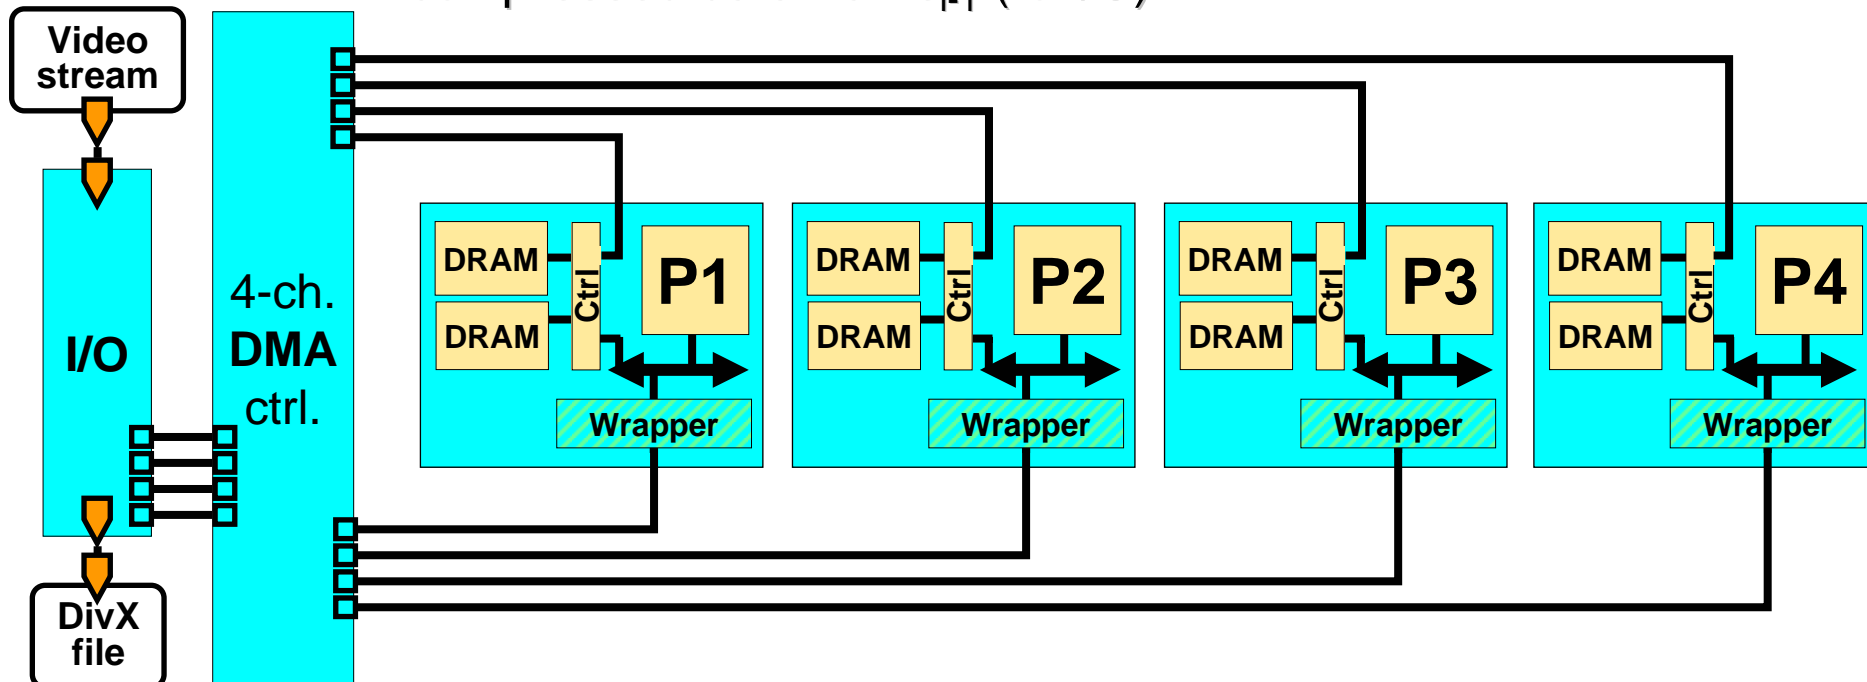 Video
stream
I/O
DivX
file
4-ch.
DMA
ctrl.
DRAM
DRAM
Ctrl
P1
Wrapper
DRAM
DRAM
Ctrl
P2
Wrapper
DRAM
DRAM
Ctrl
P3
Wrapper
DRAM
DRAM
Ctrl
P4
Wrapper